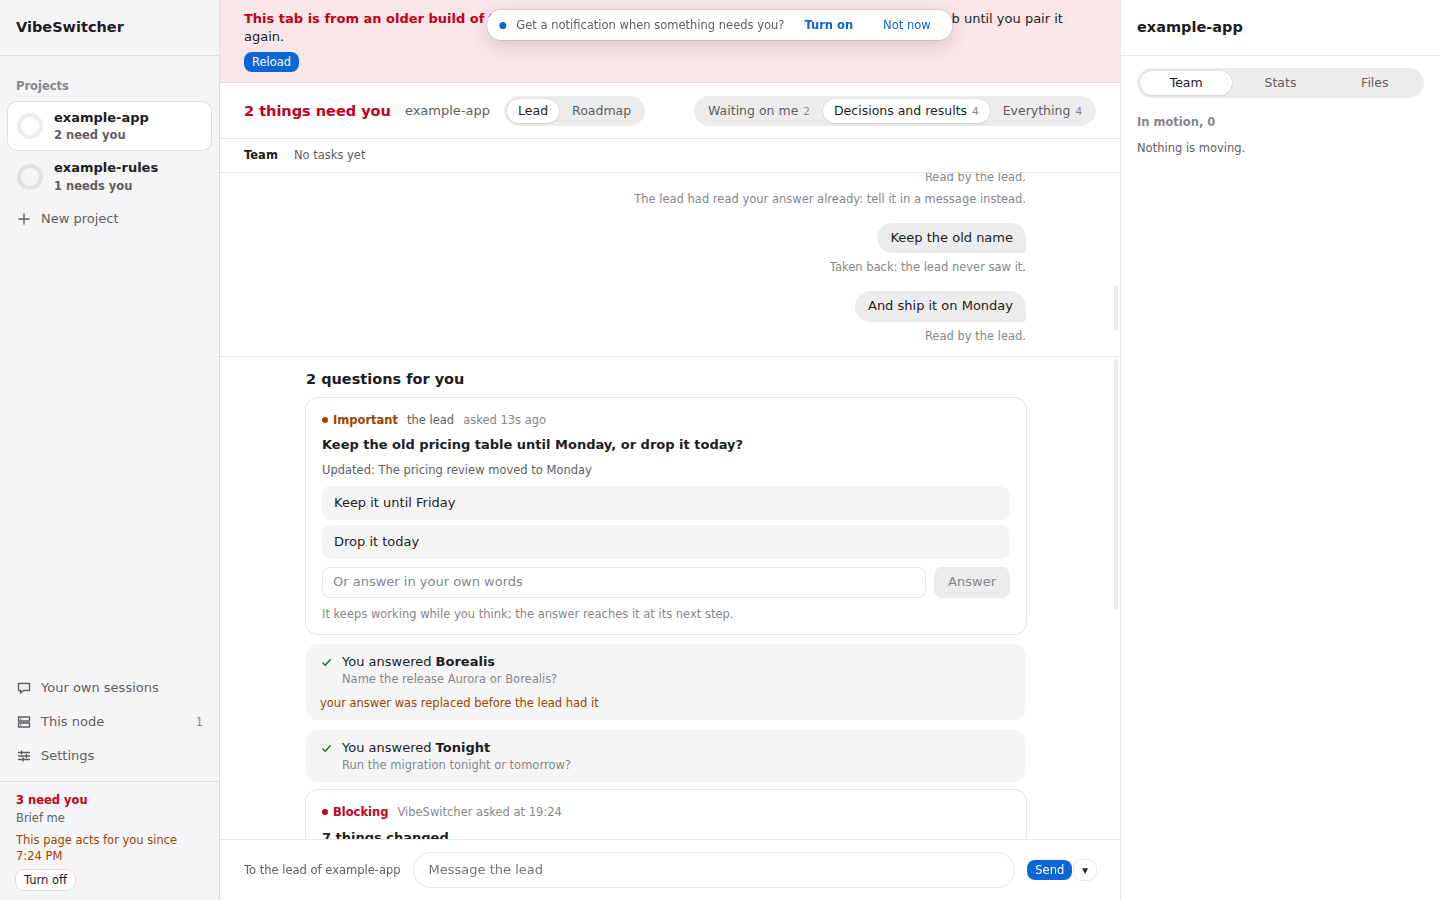 VibeSwitcher
Projects
example-app
2 need you
example-rules
1 needs you
New project
Your own sessions
This node 1
Settings
3 need you
Brief me
This page acts for you since
7:24 PM
Turn off
This tab is from an older build of
b until you pair it
again.
Reload
Get a notification when something needs you? Turn on Not now
2 things need you example-app Lead Roadmap Waiting on me 2 Decisions and results 4 Everything 4
Team No tasks yet
Read by the lead.
The lead had read your answer already: tell it in a message instead.
Keep the old name
Taken back: the lead never saw it.
And ship it on Monday
Read by the lead.
2 questions for you
Important the lead asked 13s ago
Keep the old pricing table until Monday, or drop it today?
Updated: The pricing review moved to Monday
Keep it until Friday
Drop it today
Or answer in your own words Answer
It keeps working while you think; the answer reaches it at its next step.
You answered Borealis
Name the release Aurora or Borealis?
your answer was replaced before the lead had it
You answered Tonight
Run the migration tonight or tomorrow?
Blocking VibeSwitcher asked at 19:24
7 things changed
To the lead of example-app Message the lead Send
example-app
Team Stats Files
In motion, 0
Nothing is moving.